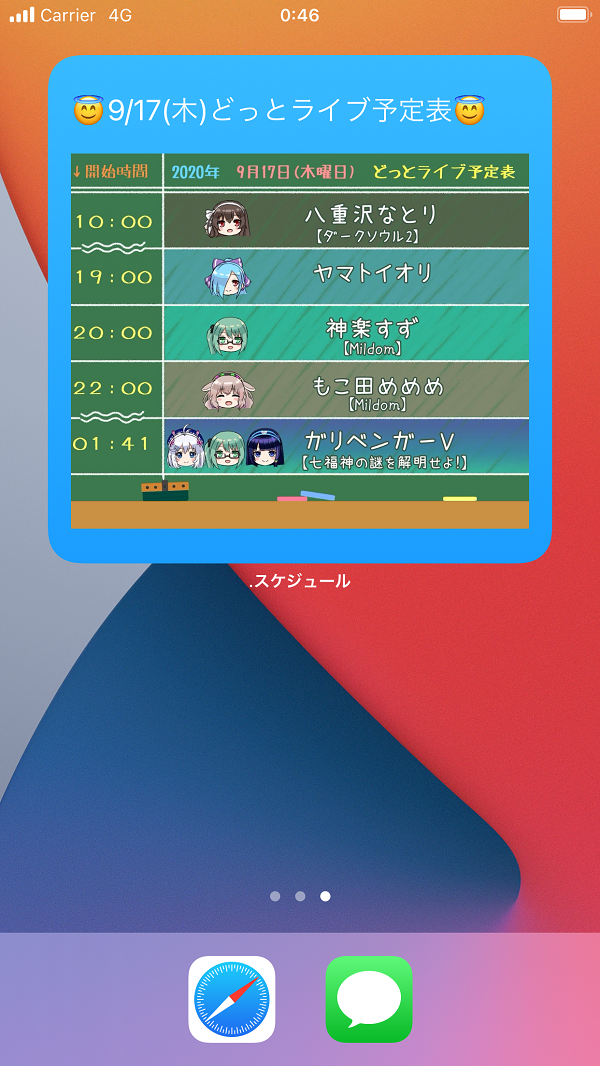 Carrier 4G 0:46
😇9/17(木)どっとライブ予定表😇
↓開始時間 2020年 9月17日(木曜日) どっとライブ予定表
10:00 八重沢なとり
【ダークソウル2】
19:00 ヤマトイオリ
20:00 神楽すず
【Mildom】
22:00 もこ田めめめ
【Mildom】
01:41 ガリベンガーV
【七福神の謎を解明せよ!】
.スケジュール